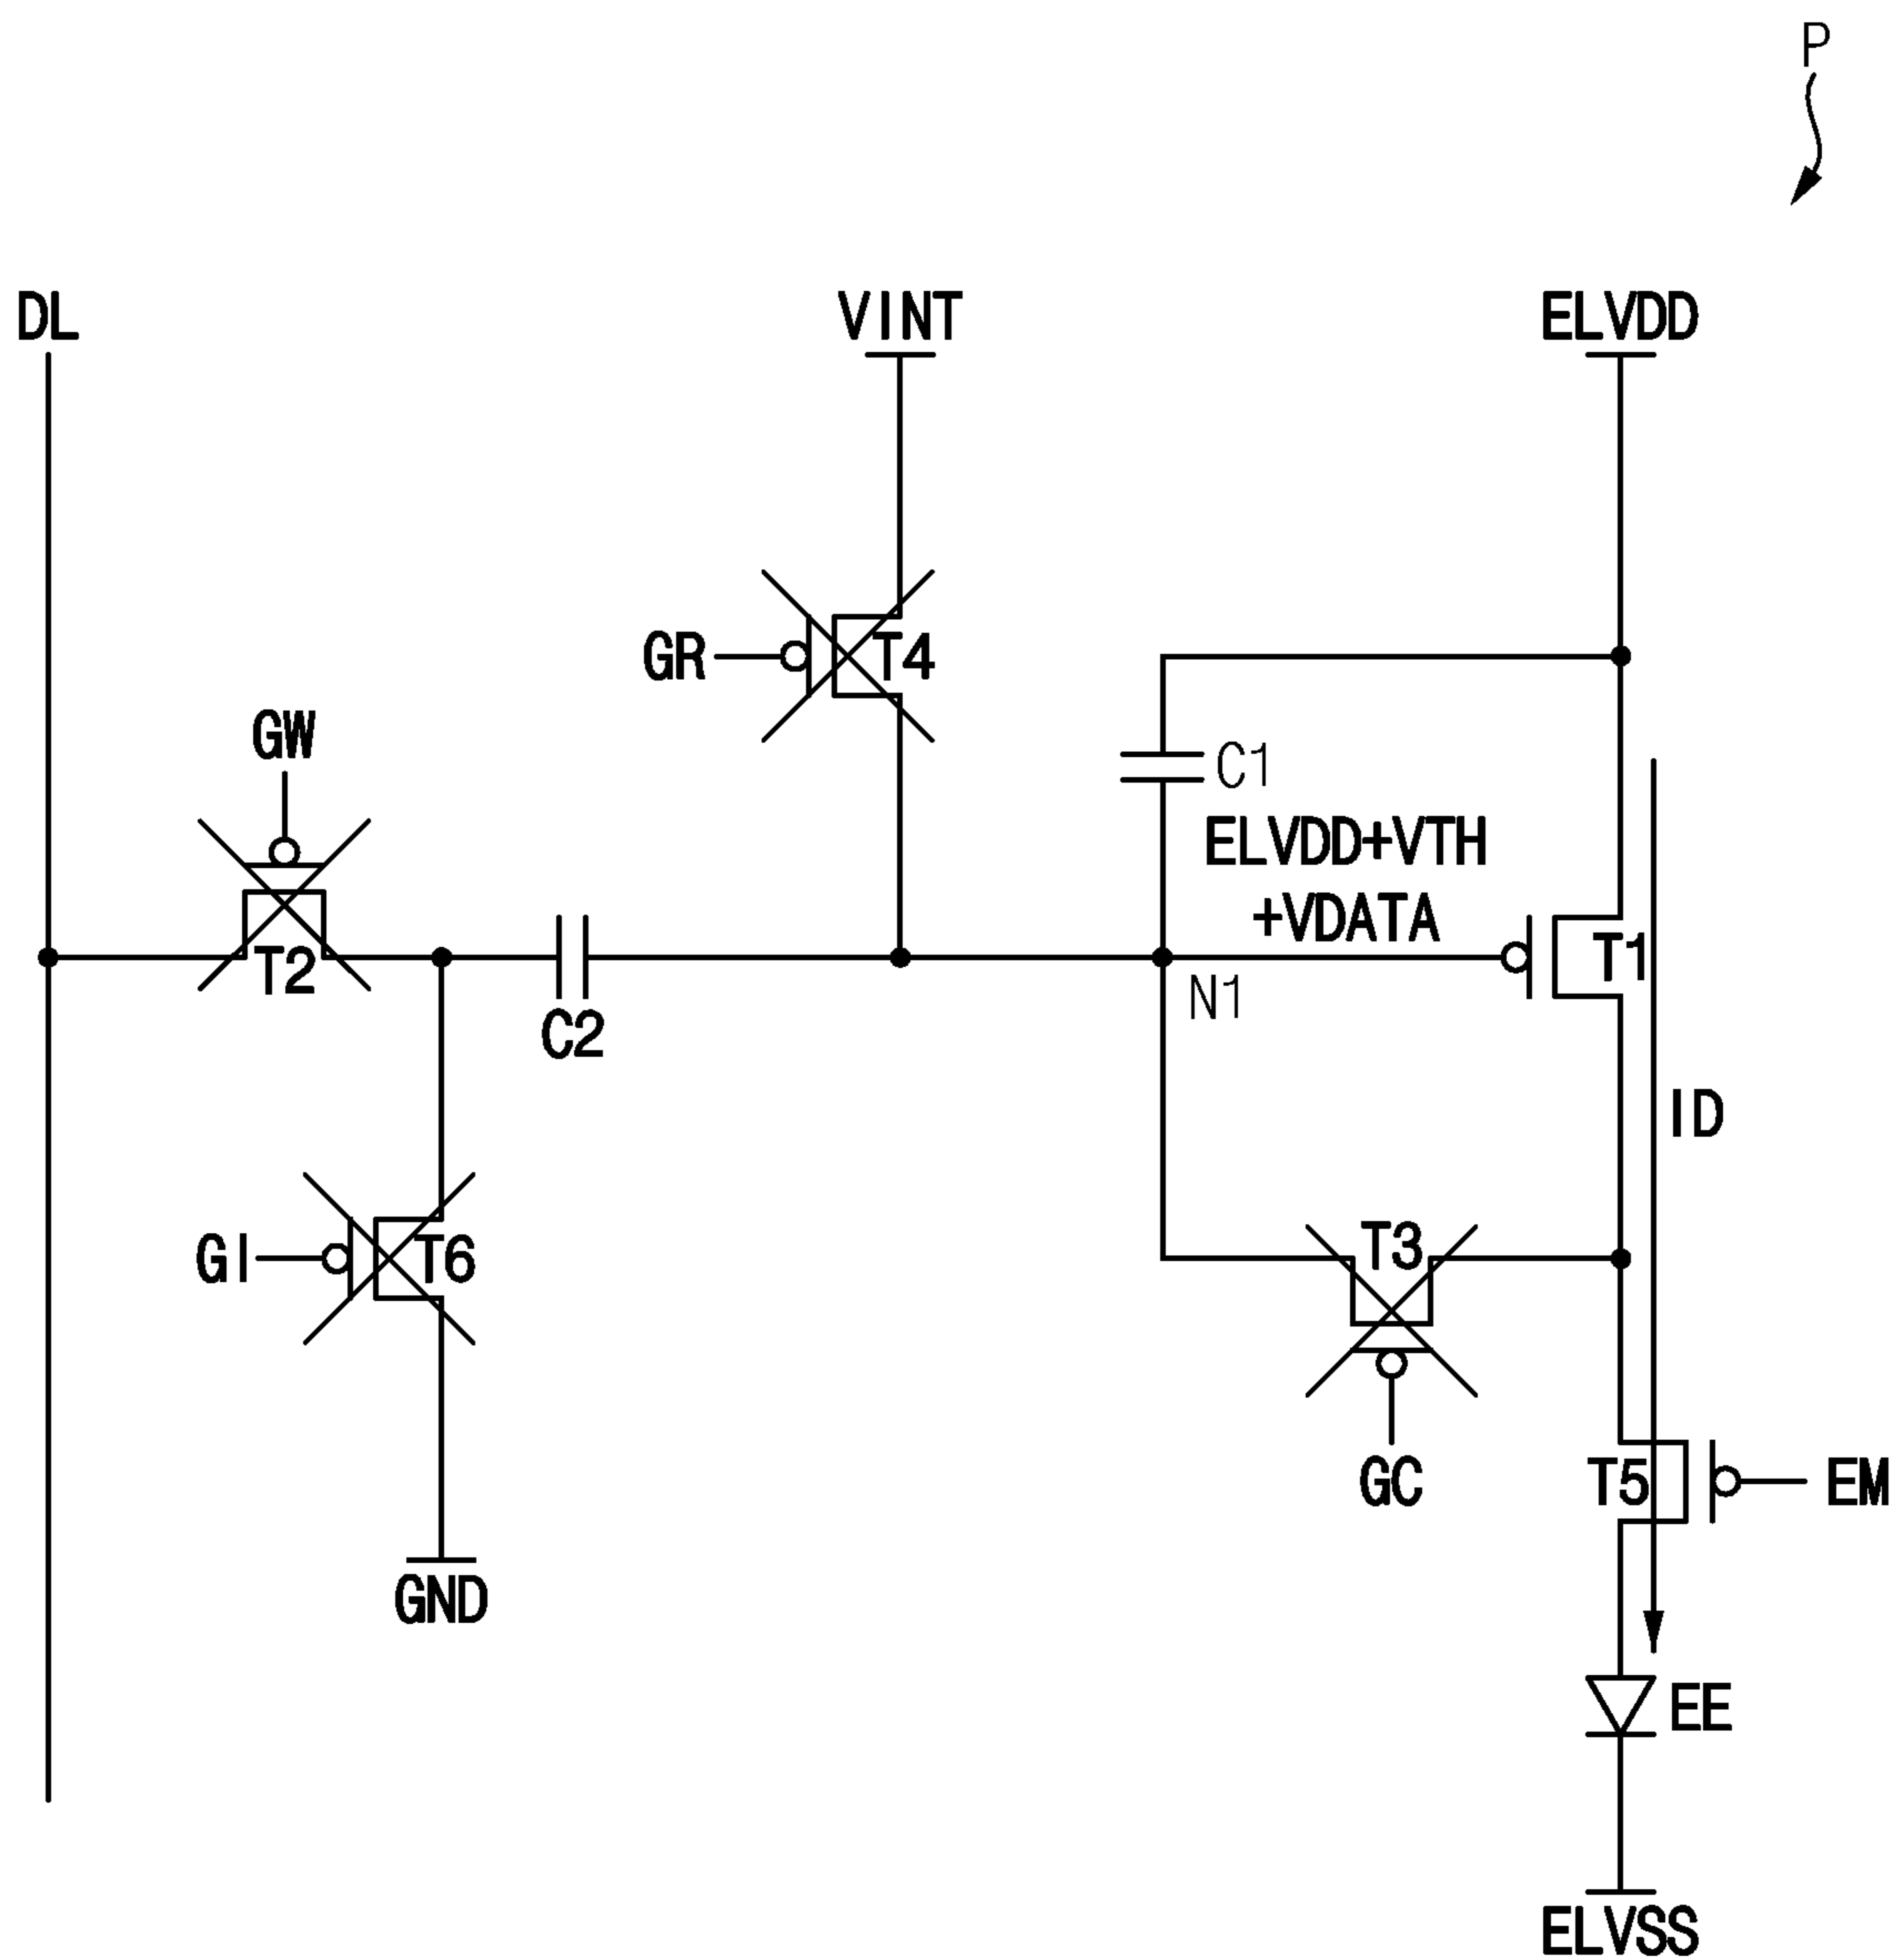 P
DL
VINT
ELVDD
GR
T4
GW
C1
ELVDD+VTH
+VDATA
T2
T1
C2
N1
ID
GI
T6
T3
GC
T5
EM
GND
EE
ELVSS